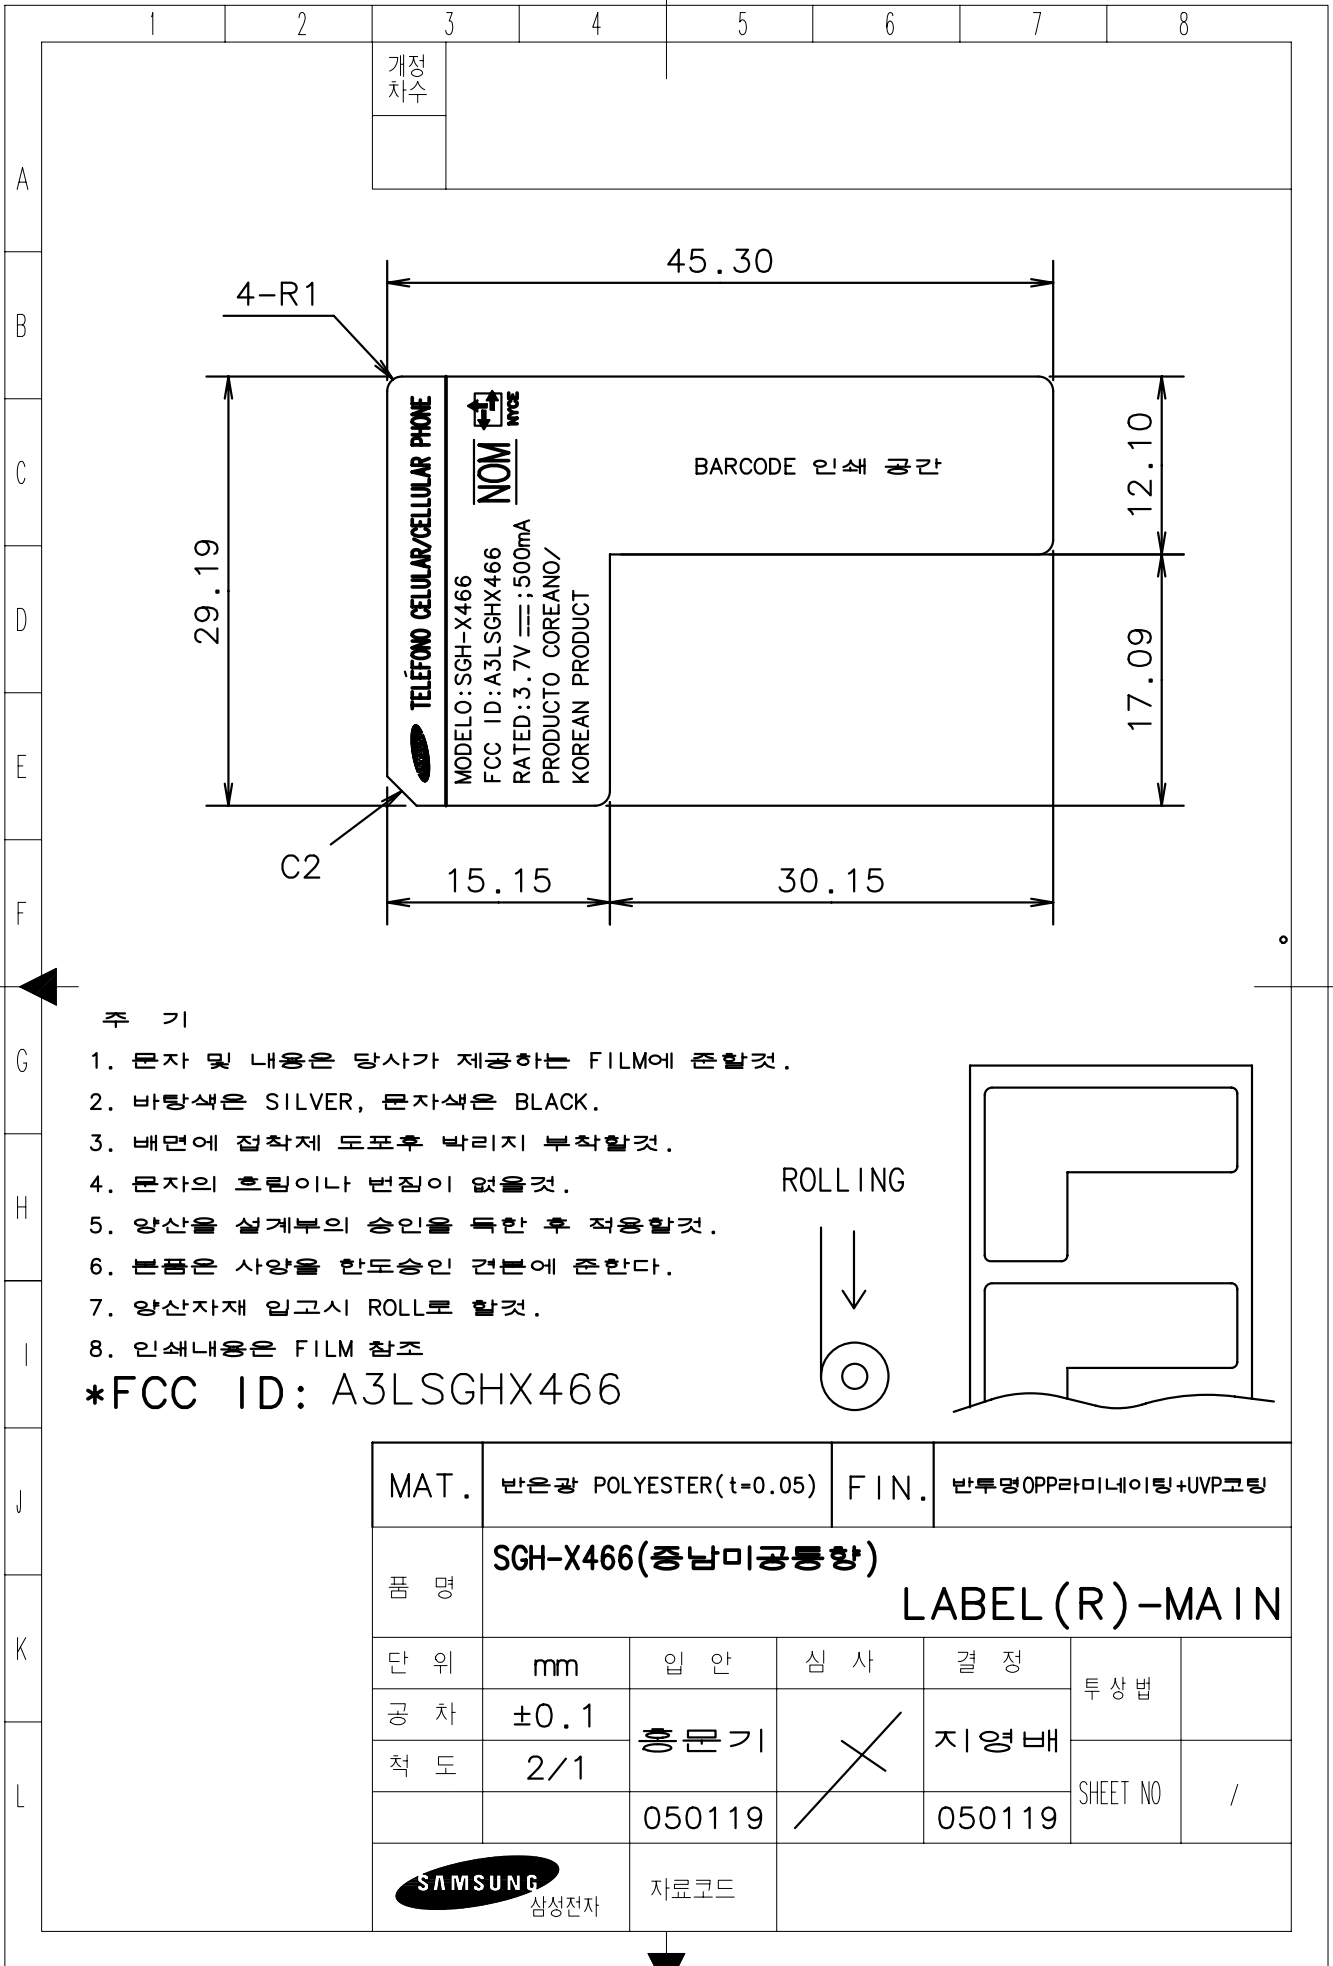 1 2 3 4 5 6 7 8
개정
차수
A
B
C
D
E
F
G
H
I
J
K
L
45.30
4-R1
12.10
29.19
17.09
C2
15.15
30.15
TELÉFONO CELULAR/CELLULAR PHONE
NYCE
NOM
MODELO:SGH-X466
FCC ID:A3LSGHX466
RATED:3.7V ⎓;500mA
PRODUCTO COREANO/
KOREAN PRODUCT
BARCODE 인쇄 공간
주 기
1. 문자 및 내용은 당사가 제공하는 FILM에 준할것.
2. 바탕색은 SILVER, 문자색은 BLACK.
3. 배면에 접착제 도포후 박리지 부착할것.
4. 문자의 흐림이나 번짐이 없을것.
5. 양산을 설계부의 승인을 득한 후 적용할것.
6. 본품은 사양을 한도승인 견본에 준한다.
7. 양산자재 입고시 ROLL로 할것.
8. 인쇄내용은 FILM 참조
*FCC ID: A3LSGHX466
ROLLING
MAT. 반은광 POLYESTER(t=0.05) FIN. 반투명OPP라미네이팅+UVP코팅
품 명 SGH-X466(중남미공통향)
LABEL(R)-MAIN
단 위 mm 입 안 심 사 결 정 투상법
공 차 ±0.1 홍문기 지영배
척 도 2/1 SHEET NO /
050119 050119
SAMSUNG 삼성전자 자료코드